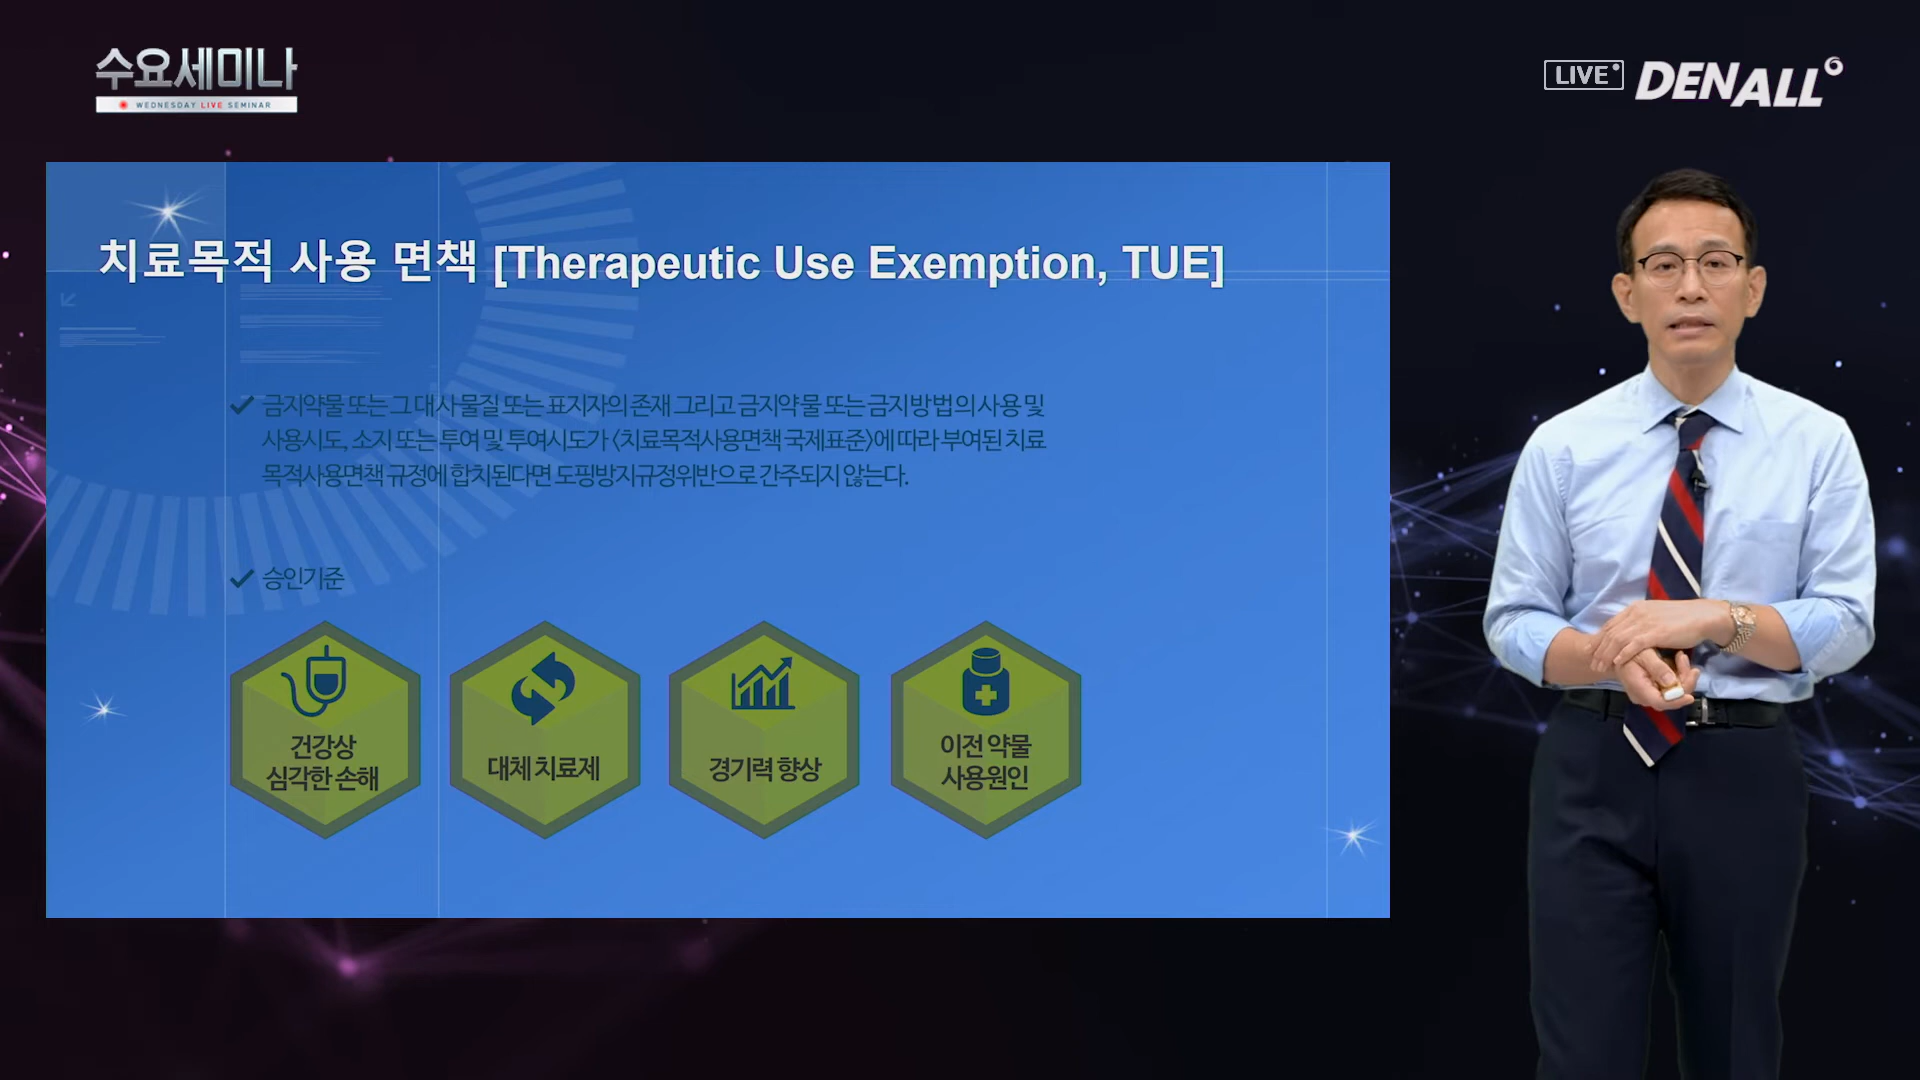 수요세미나
WEDNESDAY LIVE SEMINAR
LIVE
DENALL
치료목적 사용 면책 [Therapeutic Use Exemption, TUE]
금지약물 또는 그 대사물질 또는 표지자의 존재 그리고 금지약물 또는 금지방법의 사용 및
사용시도, 소지 또는 투여 및 투여시도가 <치료목적사용면책 국제표준>에 따라 부여된 치료
목적사용면책 규정에 합치된다면 도핑방지규정위반으로 간주되지 않는다.
승인기준
건강상
심각한 손해
대체 치료제
경기력 향상
이전 약물
사용원인